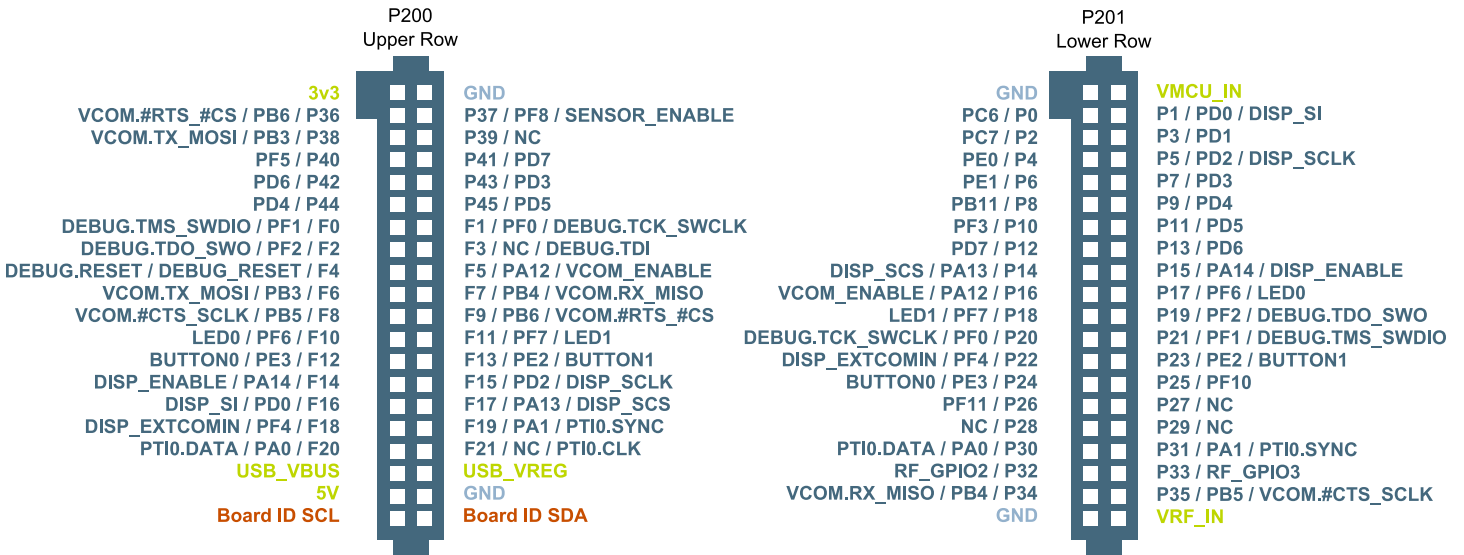 P200
Upper Row
3v3
GND
VCOM.#RTS_#CS / PB6 / P36
P37 / PF8 / SENSOR_ENABLE
VCOM.TX_MOSI / PB3 / P38
P39 / NC
PF5 / P40
P41 / PD7
PD6 / P42
P43 / PD3
PD4 / P44
P45 / PD5
DEBUG.TMS_SWDIO / PF1 / F0
F1 / PF0 / DEBUG.TCK_SWCLK
DEBUG.TDO_SWO / PF2 / F2
F3 / NC / DEBUG.TDI
DEBUG.RESET / DEBUG_RESET / F4
F5 / PA12 / VCOM_ENABLE
VCOM.TX_MOSI / PB3 / F6
F7 / PB4 / VCOM.RX_MISO
VCOM.#CTS_SCLK / PB5 / F8
F9 / PB6 / VCOM.#RTS_#CS
LED0 / PF6 / F10
F11 / PF7 / LED1
BUTTON0 / PE3 / F12
F13 / PE2 / BUTTON1
DISP_ENABLE / PA14 / F14
F15 / PD2 / DISP_SCLK
DISP_SI / PD0 / F16
F17 / PA13 / DISP_SCS
DISP_EXTCOMIN / PF4 / F18
F19 / PA1 / PTI0.SYNC
PTI0.DATA / PA0 / F20
F21 / NC / PTI0.CLK
USB_VBUS
USB_VREG
5V
GND
Board ID SCL
Board ID SDA
P201
Lower Row
GND
VMCU_IN
PC6 / P0
P1 / PD0 / DISP_SI
PC7 / P2
P3 / PD1
PE0 / P4
P5 / PD2 / DISP_SCLK
PE1 / P6
P7 / PD3
PB11 / P8
P9 / PD4
PF3 / P10
P11 / PD5
PD7 / P12
P13 / PD6
DISP_SCS / PA13 / P14
P15 / PA14 / DISP_ENABLE
VCOM_ENABLE / PA12 / P16
P17 / PF6 / LED0
LED1 / PF7 / P18
P19 / PF2 / DEBUG.TDO_SWO
DEBUG.TCK_SWCLK / PF0 / P20
P21 / PF1 / DEBUG.TMS_SWDIO
DISP_EXTCOMIN / PF4 / P22
P23 / PE2 / BUTTON1
BUTTON0 / PE3 / P24
P25 / PF10
PF11 / P26
P27 / NC
NC / P28
P29 / NC
PTI0.DATA / PA0 / P30
P31 / PA1 / PTI0.SYNC
RF_GPIO2 / P32
P33 / RF_GPIO3
VCOM.RX_MISO / PB4 / P34
P35 / PB5 / VCOM.#CTS_SCLK
GND
VRF_IN